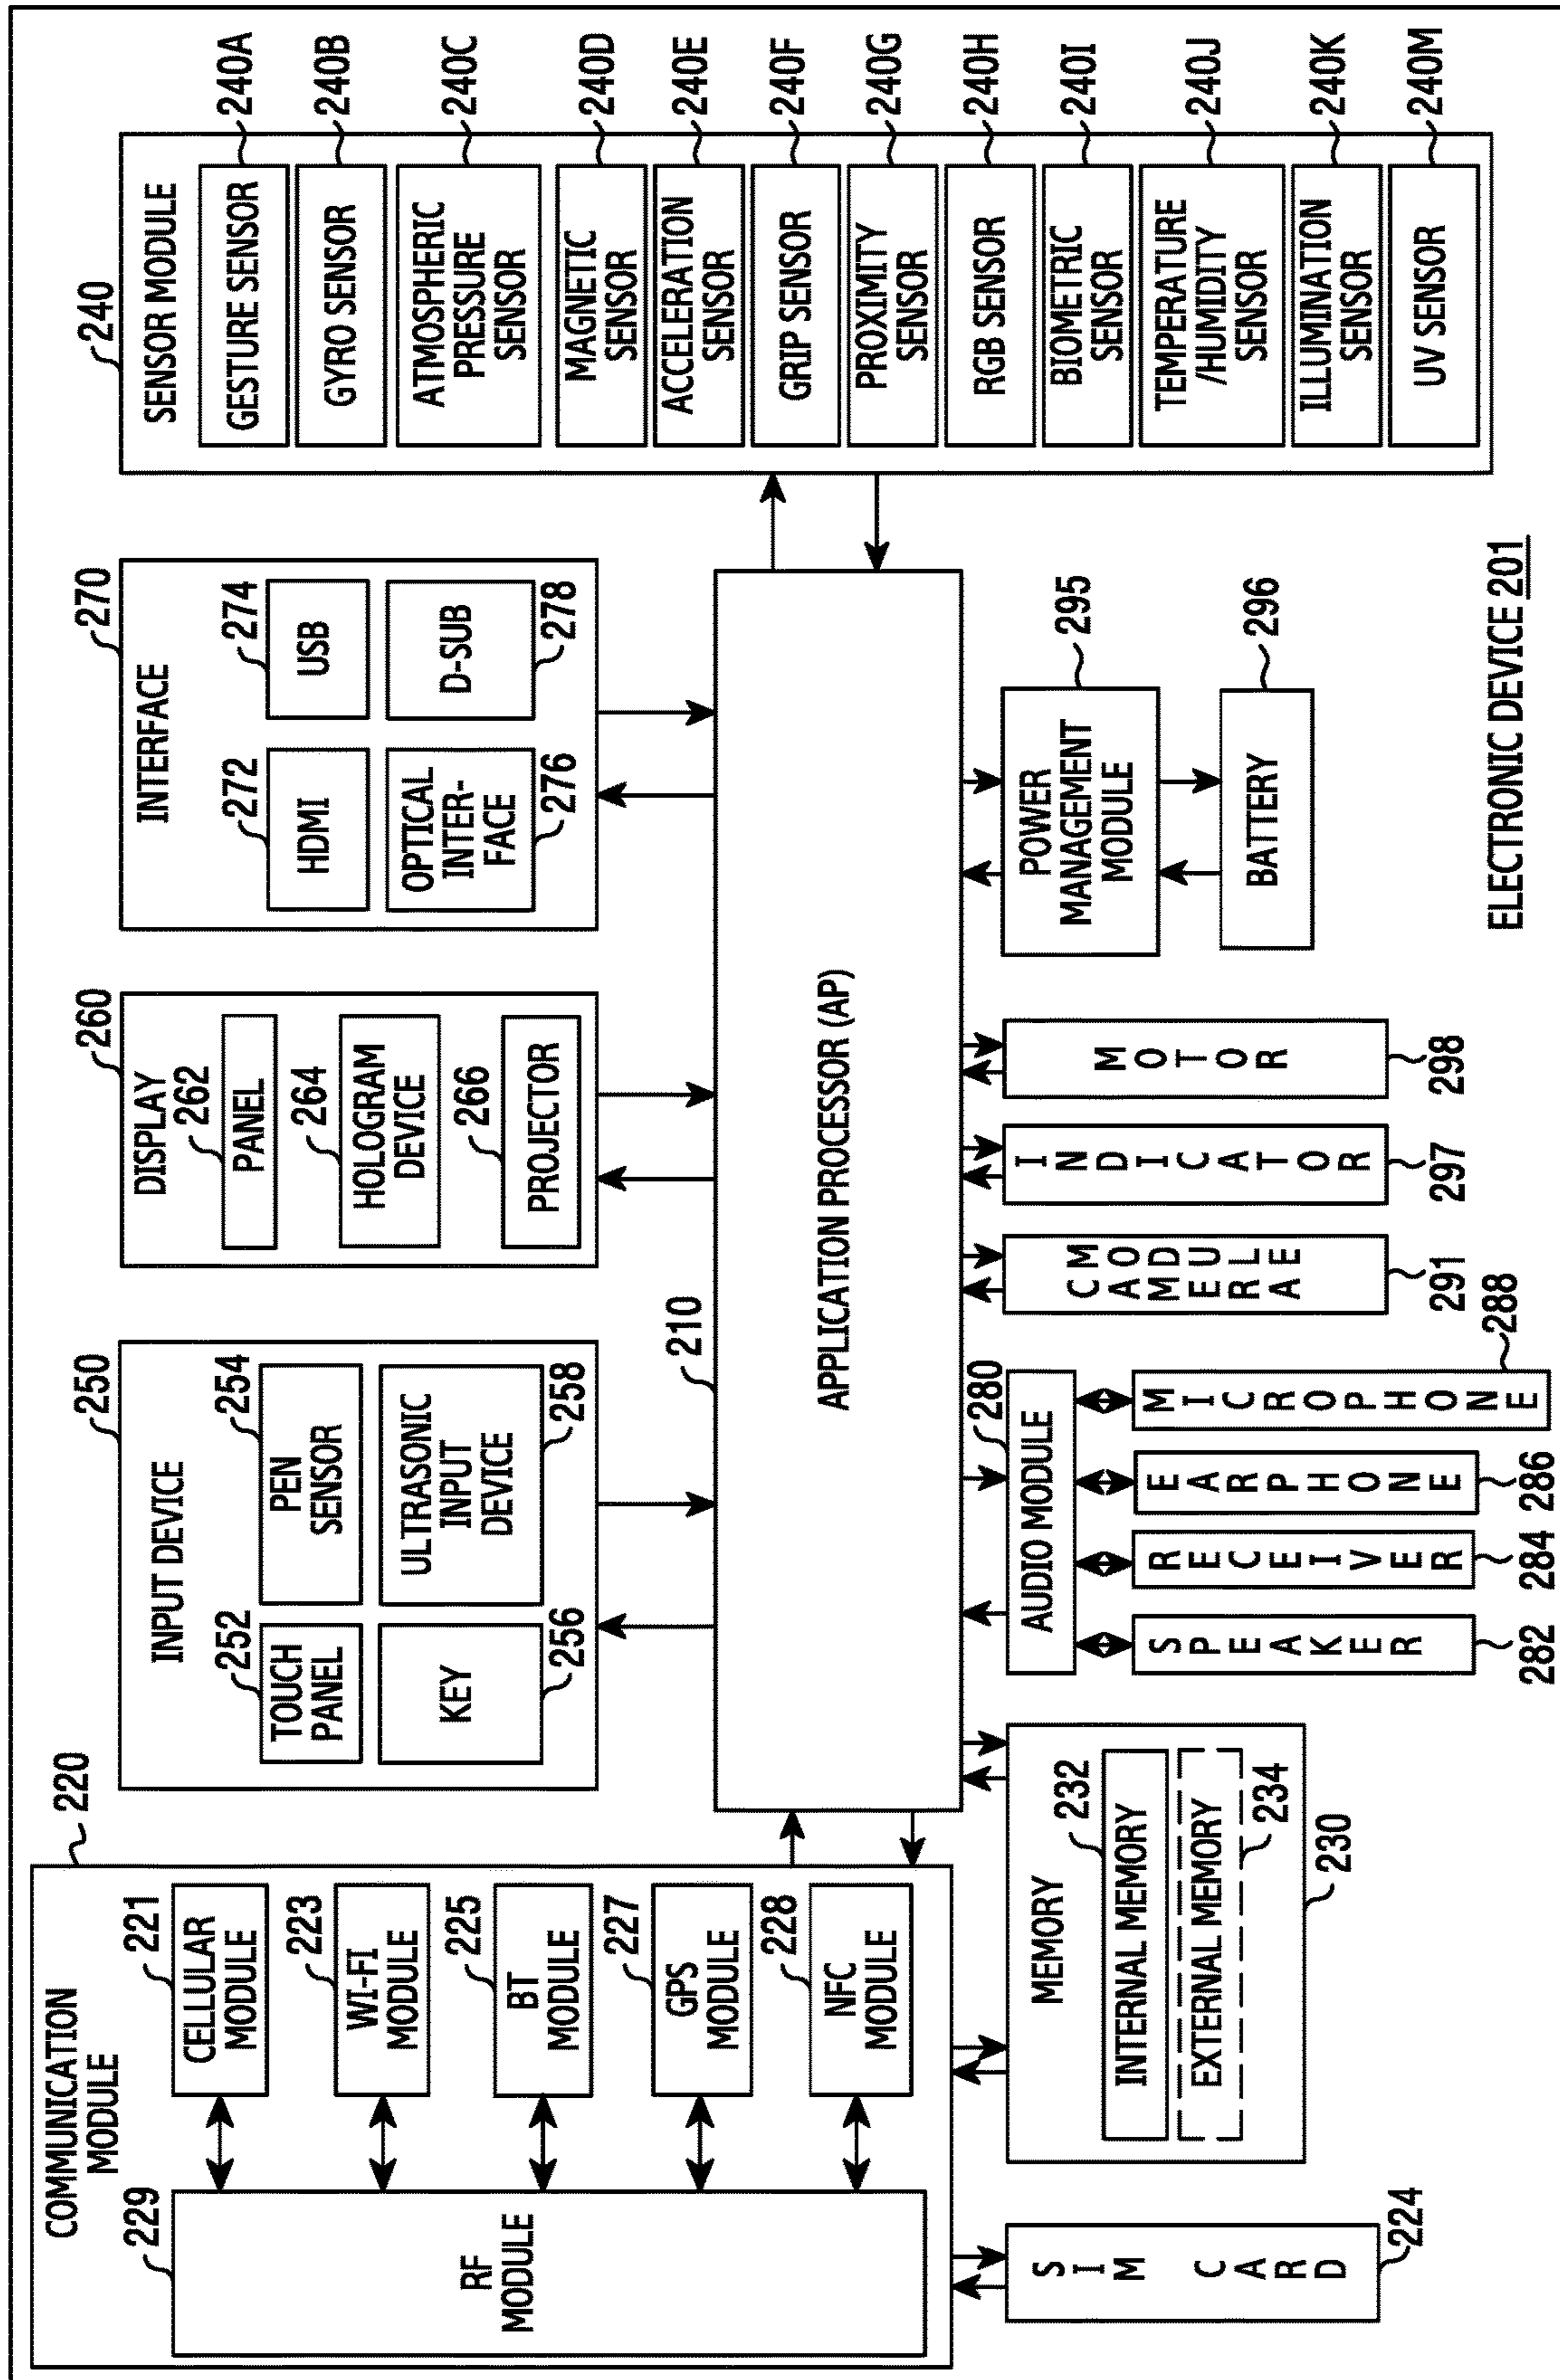 COMMUNICATION
MODULE
220
229
RF
MODULE
221
CELLULAR
MODULE
223
WI-FI
MODULE
225
BT
MODULE
227
GPS
MODULE
228
NFC
MODULE
250
INPUT DEVICE
252
TOUCH
PANEL
254
PEN
SENSOR
KEY
256
ULTRASONIC
INPUT
DEVICE
258
260
DISPLAY
262
PANEL
264
HOLOGRAM
DEVICE
266
PROJECTOR
270
INTERFACE
272
HDMI
274
USB
OPTICAL
INTER-
FACE
276
D-SUB
278
240
SENSOR MODULE
GESTURE SENSOR
240A
GYRO SENSOR
240B
ATMOSPHERIC
PRESSURE
SENSOR
240C
MAGNETIC
SENSOR
240D
ACCELERATION
SENSOR
240E
GRIP SENSOR
240F
PROXIMITY
SENSOR
240G
RGB SENSOR
240H
BIOMETRIC
SENSOR
240I
TEMPERATURE
/HUMIDITY
SENSOR
240J
ILLUMINATION
SENSOR
240K
UV SENSOR
240M
210
APPLICATION PROCESSOR (AP)
SIM CARD
224
MEMORY
232
INTERNAL MEMORY
EXTERNAL MEMORY
234
230
280
AUDIO MODULE
SPEAKER
282
RECEIVER
284
EARPHONE
286
MICROPHONE
288
CAMERA
MODULE
291
INDICATOR
297
MOTOR
298
POWER
MANAGEMENT
MODULE
295
BATTERY
296
ELECTRONIC DEVICE 201